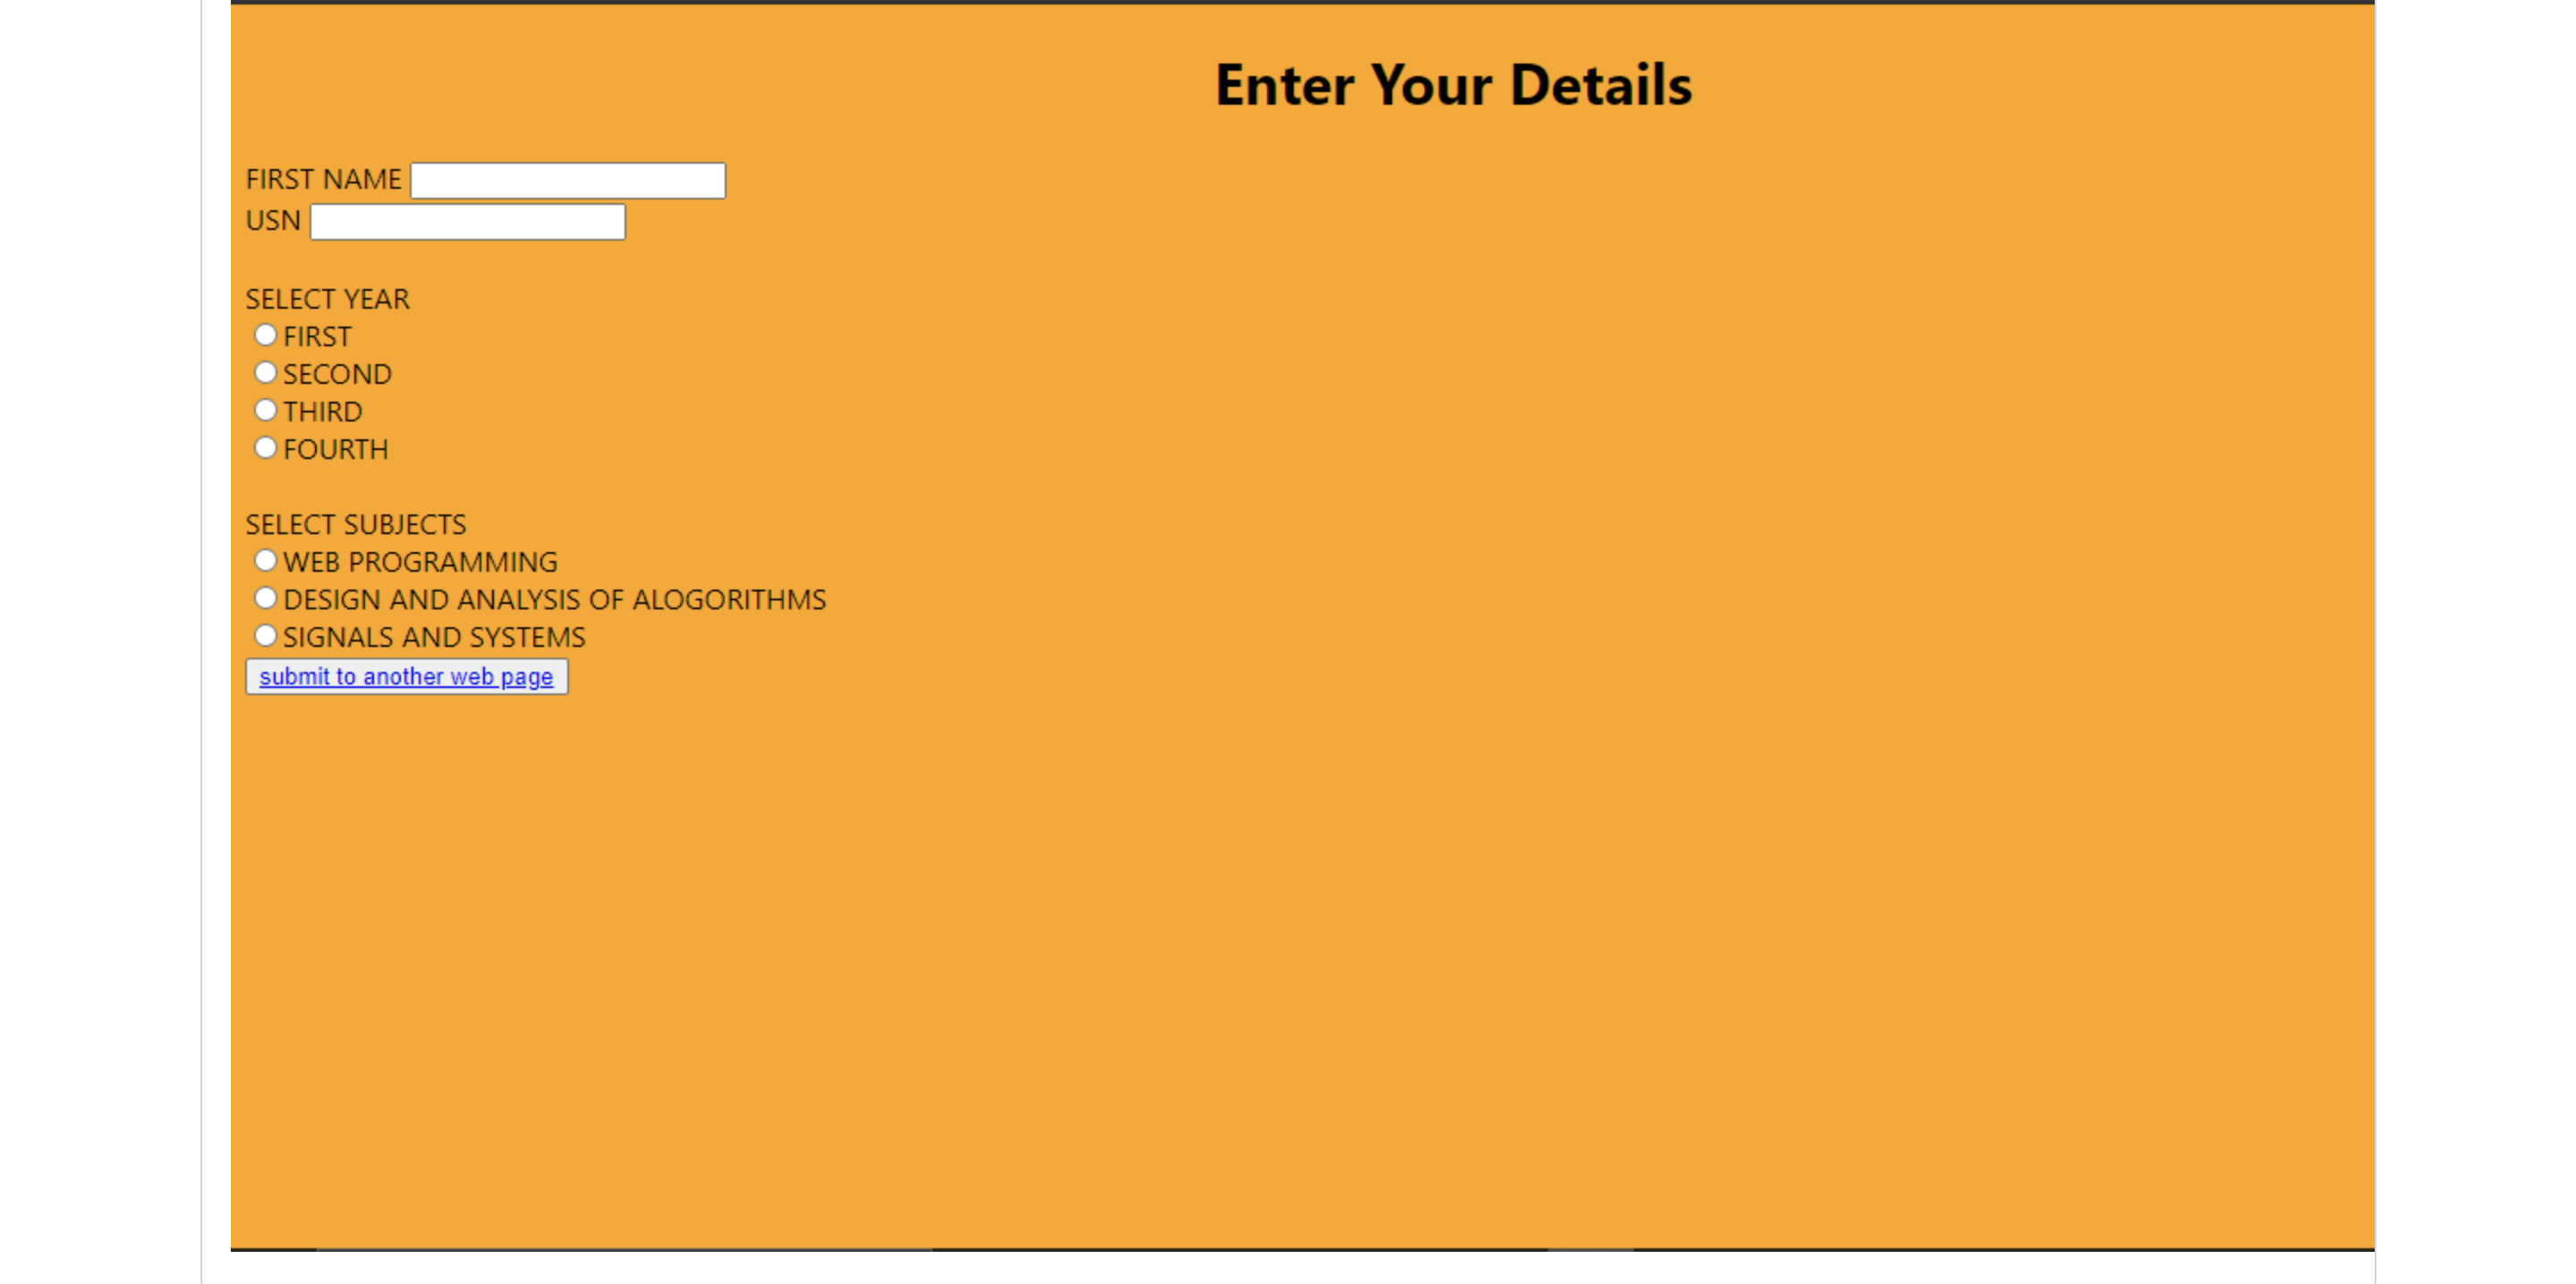 Enter Your Details
FIRST NAME
USN
SELECT YEAR
FIRST
SECOND
THIRD
FOURTH
SELECT SUBJECTS
WEB PROGRAMMING
DESIGN AND ANALYSIS OF ALOGORITHMS
SIGNALS AND SYSTEMS
submit to another web page